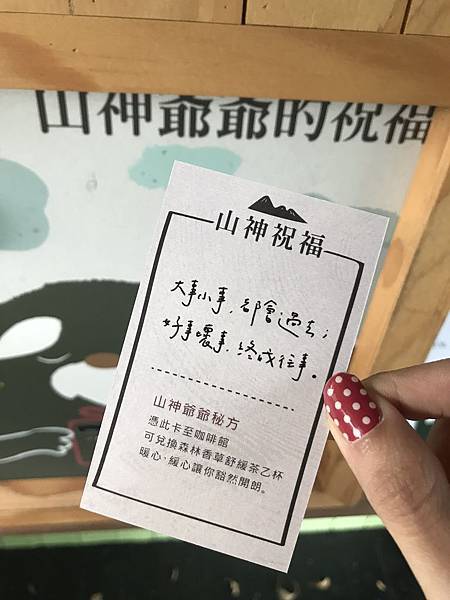 山神爺爺的祝福
山神祝福
大事小事，都會過去；
好事壞事，終成往事。
山神爺爺秘方
憑此卡至咖啡館
可兌換森林香草舒緩茶乙杯
暖心、緩心讓你豁然開朗。